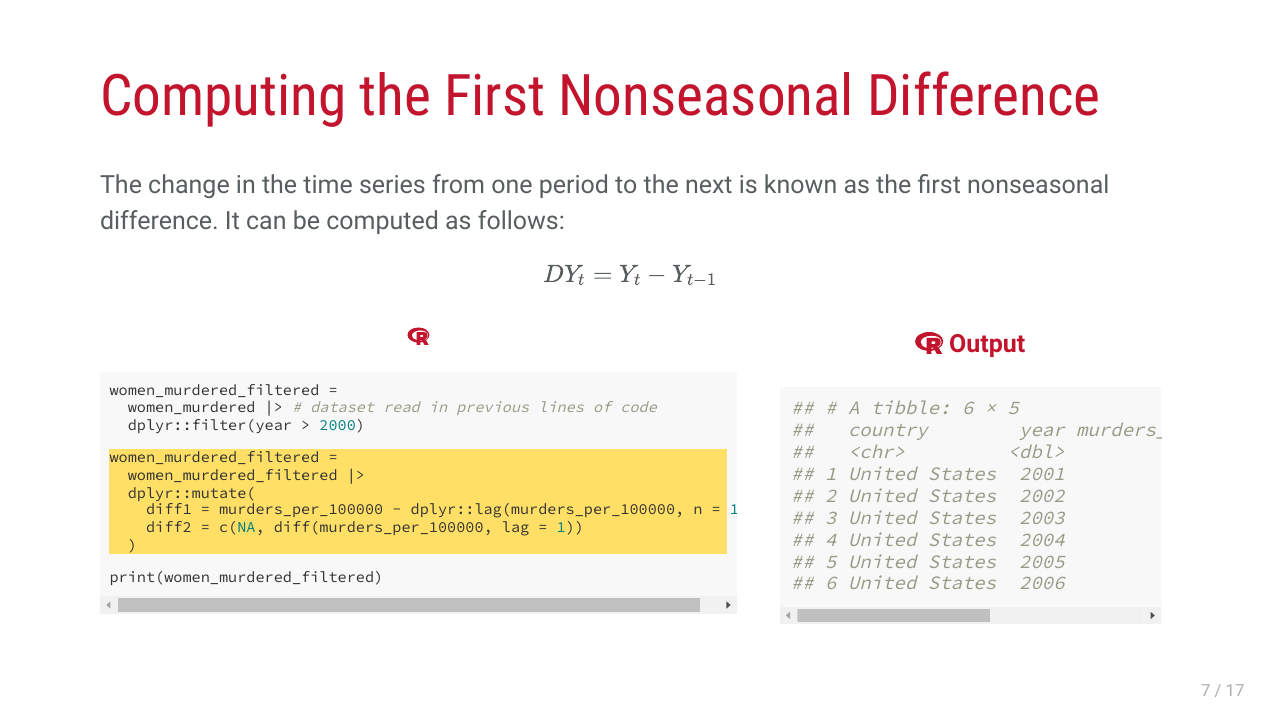 Computing the First Nonseasonal Difference
The change in the time series from one period to the next is known as the first nonseasonal
difference. It can be computed as follows:
DYₜ = Yₜ − Yₜ₋₁
R
women_murdered_filtered =
  women_murdered |> # dataset read in previous lines of code
  dplyr::filter(year > 2000)
women_murdered_filtered =
  women_murdered_filtered |>
  dplyr::mutate(
    diff1 = murders_per_100000 - dplyr::lag(murders_per_100000, n = 1
    diff2 = c(NA, diff(murders_per_100000, lag = 1))
  )
print(women_murdered_filtered)
R Output
## # A tibble: 6 × 5
##   country        year murders_
##   <chr>         <dbl>
## 1 United States  2001
## 2 United States  2002
## 3 United States  2003
## 4 United States  2004
## 5 United States  2005
## 6 United States  2006
7 / 17